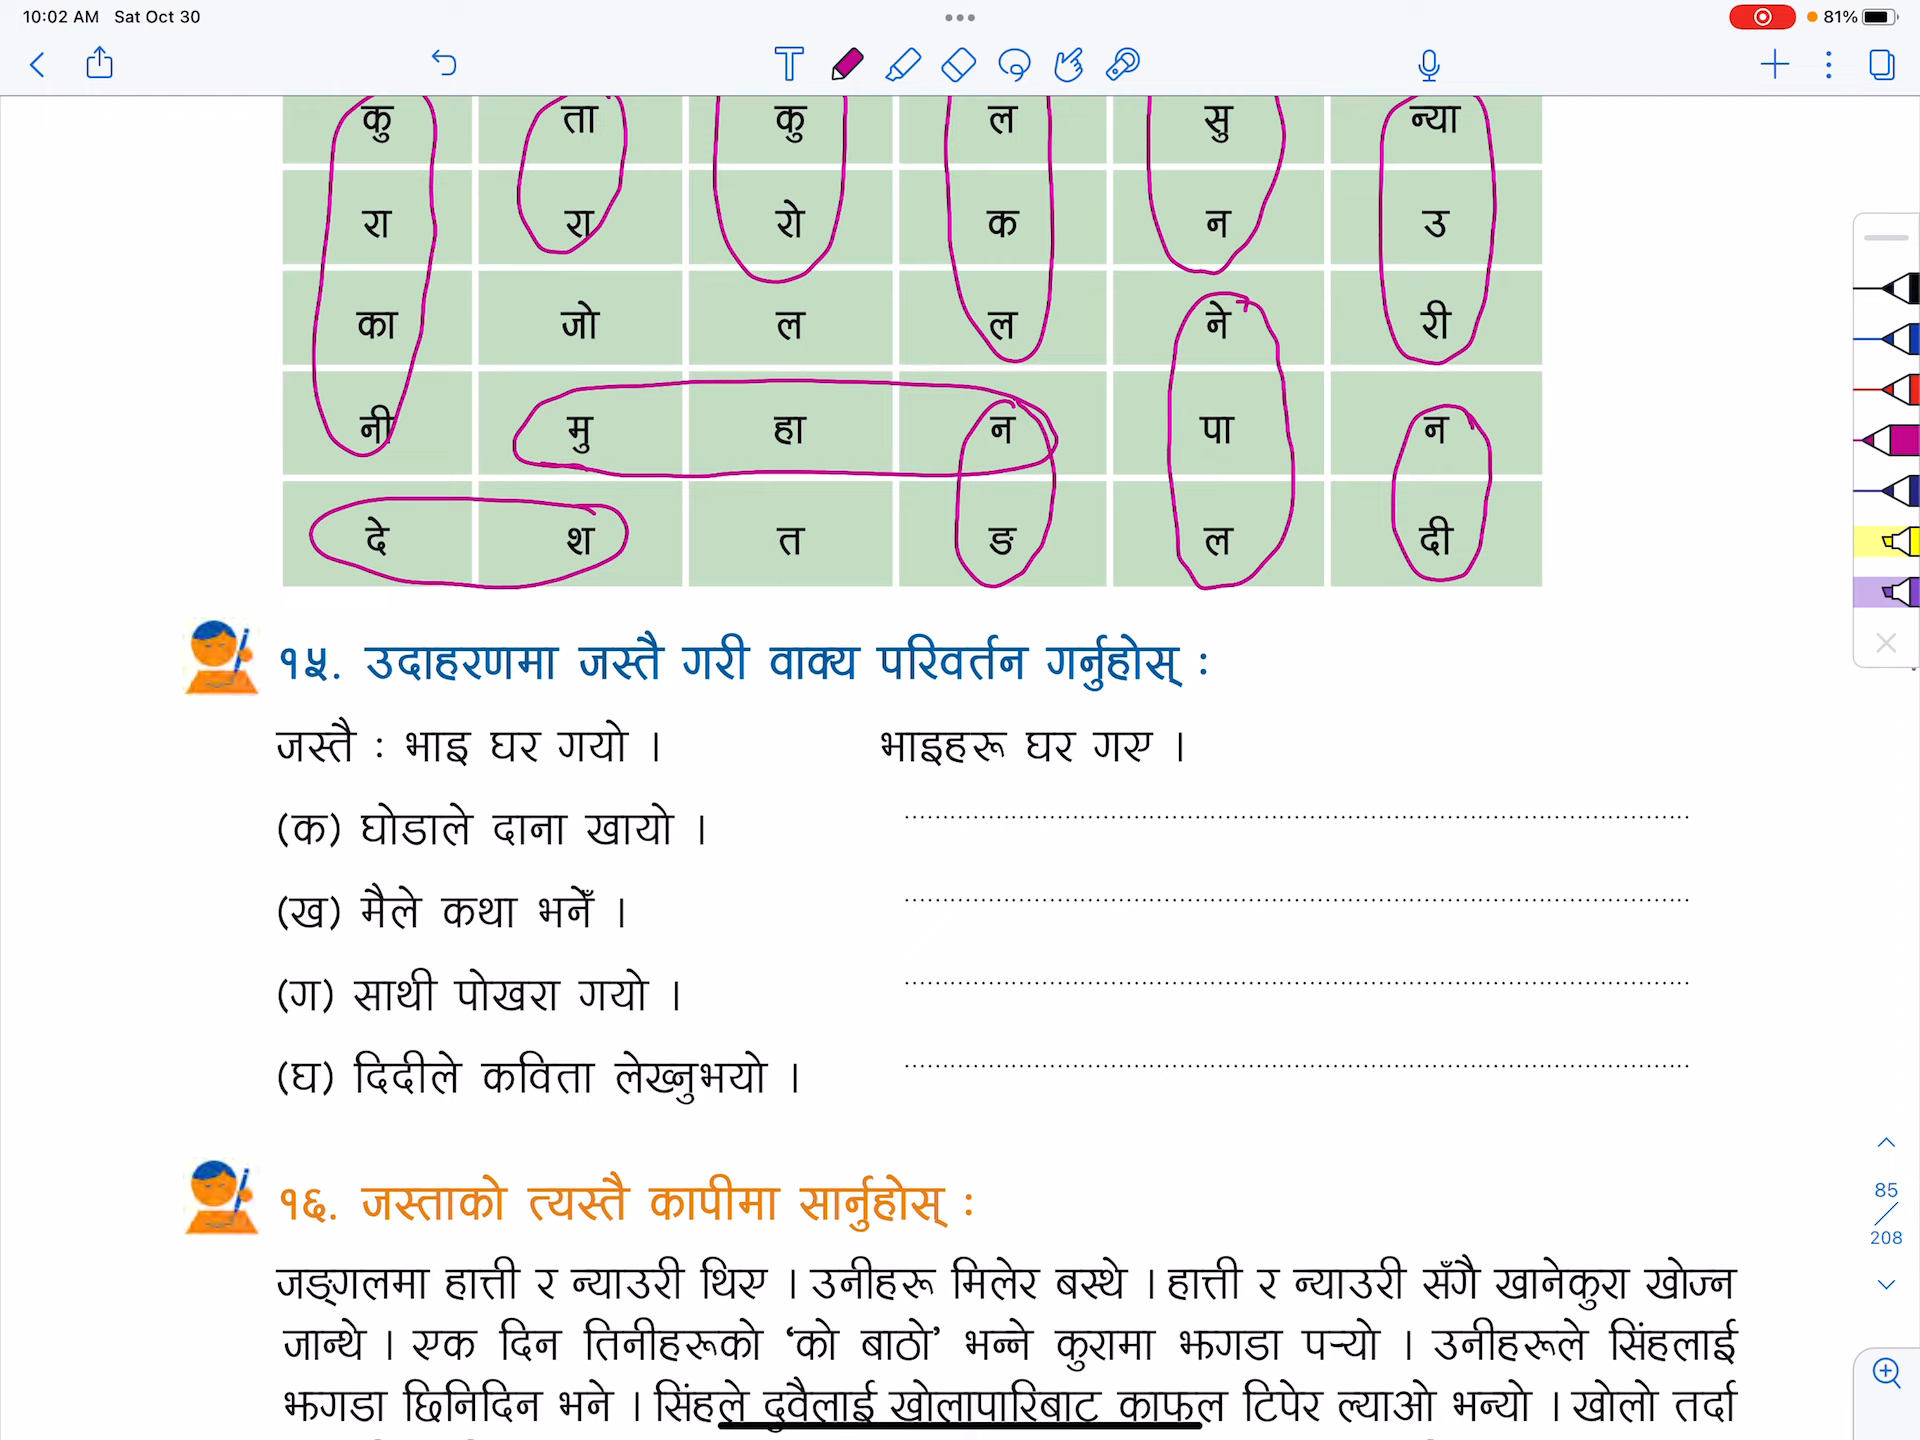 10:02 AM Sat Oct 30
81%
कु ता कु ल सु न्या
रा रा रो क न उ
का जो ल ल ने री
नी मु हा न पा न
दे श त ङ ल दी
१५. उदाहरणमा जस्तै गरी वाक्य परिवर्तन गर्नुहोस् :
जस्तै : भाइ घर गयो । भाइहरू घर गए ।
(क) घोडाले दाना खायो ।
(ख) मैले कथा भनेँ ।
(ग) साथी पोखरा गयो ।
(घ) दिदीले कविता लेख्नुभयो ।
85
208
१६. जस्ताको त्यस्तै कापीमा सार्नुहोस् :
जङ्गलमा हात्ती र न्याउरी थिए । उनीहरू मिलेर बस्थे । हात्ती र न्याउरी सँगै खानेकुरा खोज्न
जान्थे । एक दिन तिनीहरूको ‘को बाठो’ भन्ने कुरामा झगडा पऱ्यो । उनीहरूले सिंहलाई
झगडा छिनिदिन भने । सिंहले दुवैलाई खोलापारिबाट काफल टिपेर ल्याओ भन्यो । खोलो तर्दा